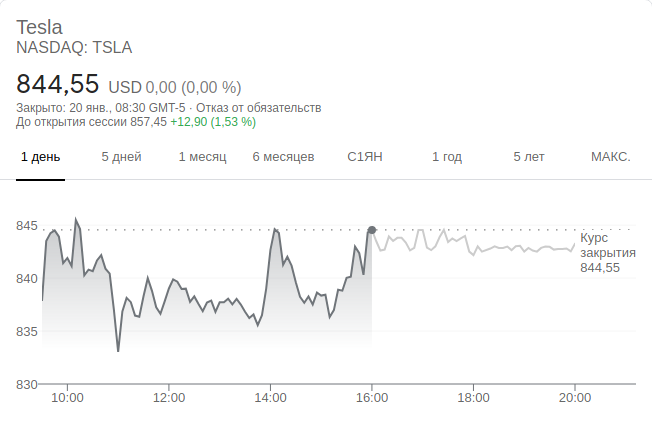 Tesla
NASDAQ: TSLA
844,55 USD 0,00 (0,00 %)
Закрыто: 20 янв., 08:30 GMT-5 · Отказ от обязательств
До открытия сессии 857,45 +12,90 (1,53 %)
1 день 5 дней 1 месяц 6 месяцев С1ЯН 1 год 5 лет МАКС.
845
840
835
830
Курс
закрытия
844,55
10:00 12:00 14:00 16:00 18:00 20:00